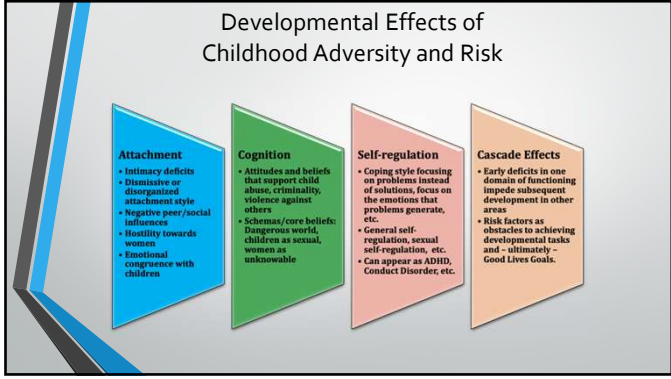 Developmental Effects of
Childhood Adversity and Risk
Attachment
• Intimacy deficits
• Dismissive or
disorganized
attachment style
• Negative peer/social
influences
• Hostility towards
women
• Emotional
congruence with
children
Cognition
• Attitudes and beliefs
that support child
abuse, criminality,
violence against
others
• Schemas/core beliefs:
Dangerous world,
children as sexual,
women as
unknowable
Self-regulation
• Coping style focusing
on problems instead
of solutions, focus on
the emotions that
problems generate,
etc.
• General self-
regulation, sexual
self-regulation, etc.
• Can appear as ADHD,
Conduct Disorder, etc.
Cascade Effects
• Early deficits in one
domain of functioning
impede subsequent
development in other
areas
• Risk factors as
obstacles to achieving
developmental tasks
and – ultimately –
Good Lives Goals.